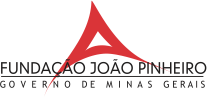 FUNDAÇÃO JOÃO PINHEIRO
GOVERNO DE MINAS GERAIS